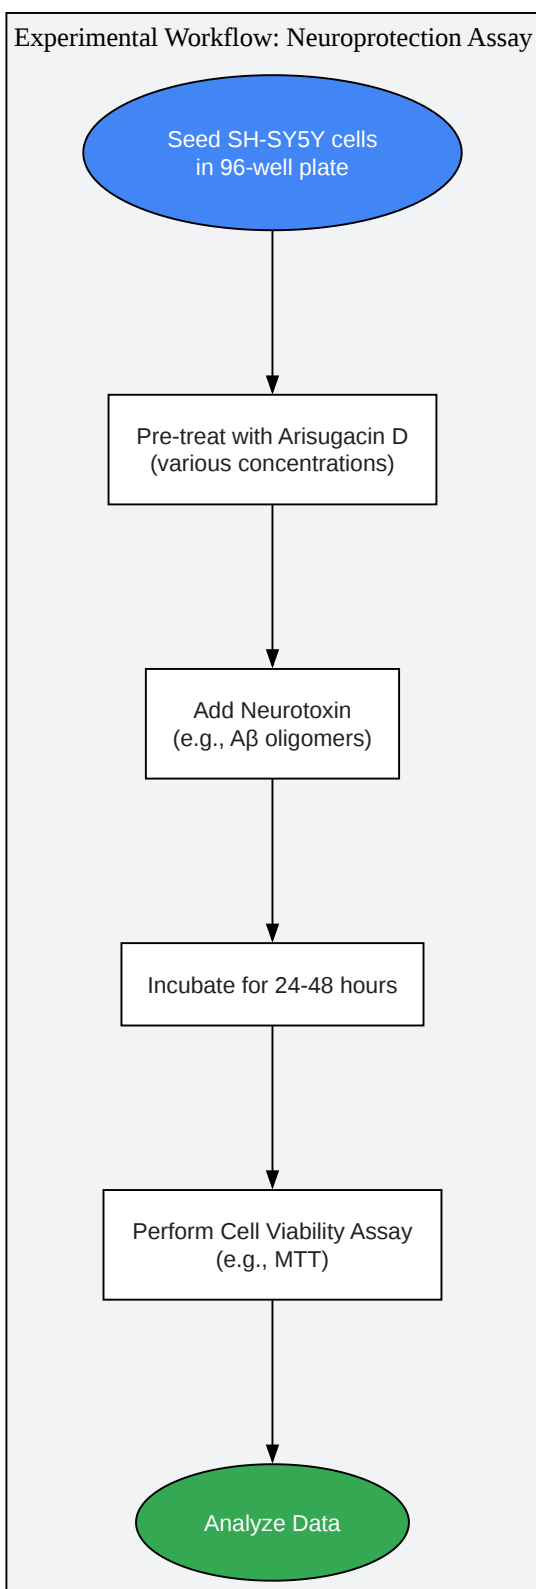 Experimental Workflow: Neuroprotection Assay
Seed SH-SY5Y cells
in 96-well plate
Pre-treat with Arisugacin D
(various concentrations)
Add Neurotoxin
(e.g., Aβ oligomers)
Incubate for 24-48 hours
Perform Cell Viability Assay
(e.g., MTT)
Analyze Data